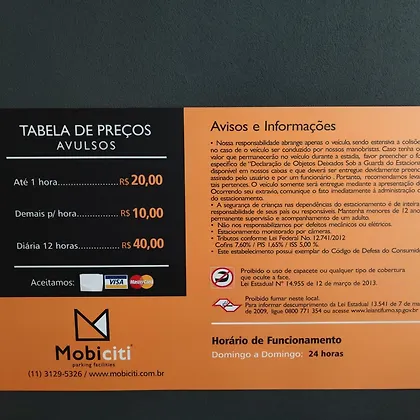 TABELA DE PREÇOS
AVULSOS
Até 1 hora.................. R$ 20,00
Demais p/ hora.......... R$ 10,00
Diária 12 horas.......... R$ 40,00
Aceitamos: VISA MasterCard
Mobiciti
parking facilities
(11) 3129-5326 / www.mobiciti.com.br
Avisos e Informações
• Nossa responsabilidade abrange apenas o veículo, sendo extensiva a colisão
no caso de o veículo ser conduzido por nossos manobristas. Caso tenha o
valor que permanecerão no veículo durante a estadia, favor preencher o fo
específico de "Declaração de Objetos Deixados Sob a Guarda do Estacionam
disponível em nossos caixas e que deverá ser entregue devidamente preench
assinado pelo usuário e por um funcionário. Portanto, recomendamos levar
tais pertences. O veículo somente será entregue mediante a apresentação d
Ocorrendo seu extravio, comunique o fato imediatamente à administração d
do estacionamento.
• A segurança de crianças nas dependências do estacionamento é de inteira
responsabilidade de seus pais ou responsáveis. Mantenha menores de 12 an
permanente supervisão e acompanhamento de um adulto.
• Não nos responsabilizamos por defeitos mecânicos ou elétricos.
• Estacionamento monitorado por câmeras.
• Tributos conforme Lei Federal No. 12.741/2012
Cofins 7,60% / PIS 1,65% / ISS 5,00 %.
• Este estabelecimento possui exemplar do Código de Defesa do Consumido
Proibido o uso de capacete ou qualquer tipo de cobertura
que oculte a face.
Lei Estadual Nº 14.955 de 12 de março de 2013.
Proibido fumar neste local.
Para informar descumprimento da Lei Estadual 13.541 de 7 de ma
de 2009, ligue 0800 771 354 ou acesse www.leiantifumo.sp.gov.br
Horário de Funcionamento
Domingo a Domingo: 24 horas